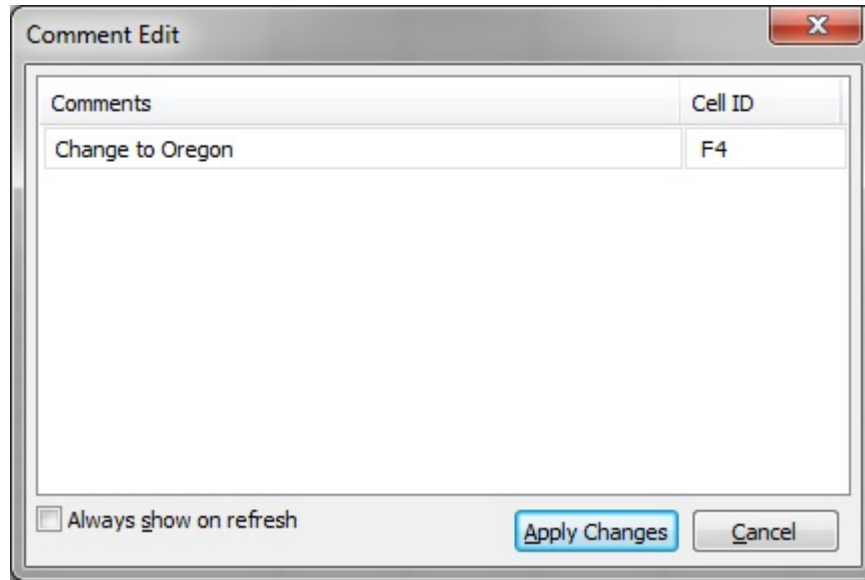 Comment Edit
Comments Cell ID
Change to Oregon F4
Always show on refresh Apply Changes Cancel